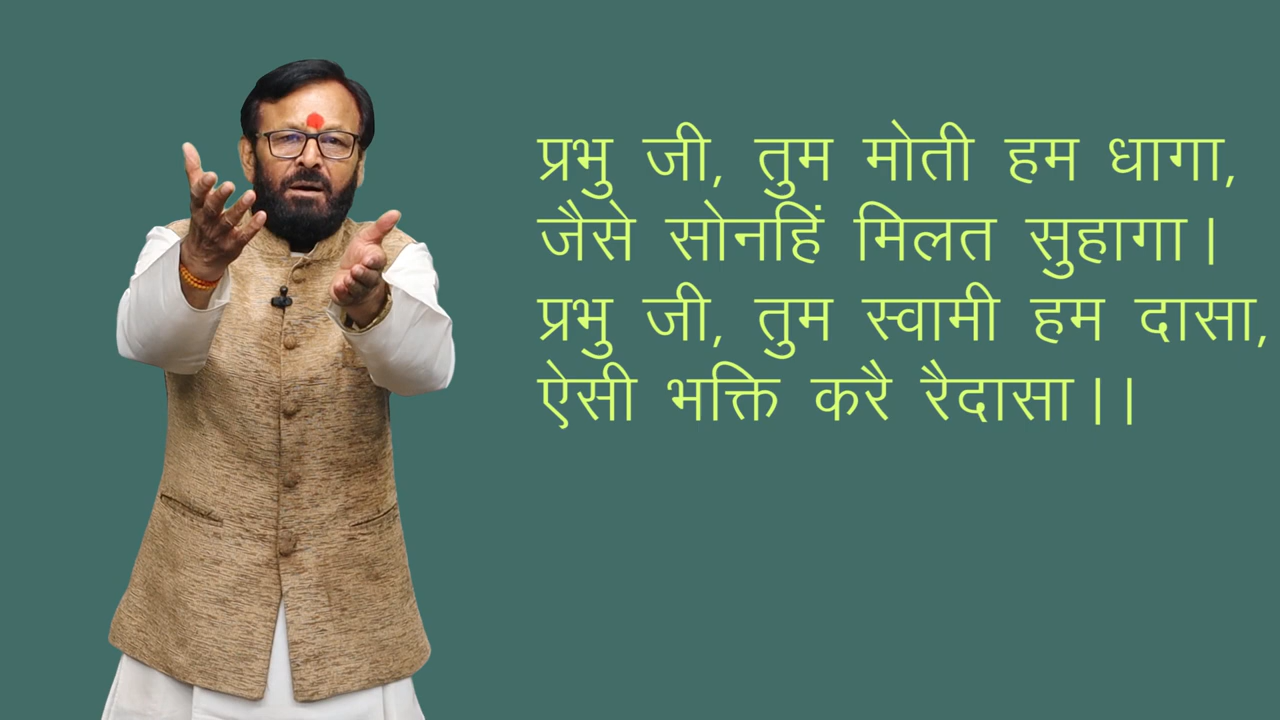 प्रभु जी, तुम मोती हम धागा,
जैसे सोनहिं मिलत सुहागा।
प्रभु जी, तुम स्वामी हम दासा,
ऐसी भक्ति करै रैदासा।।